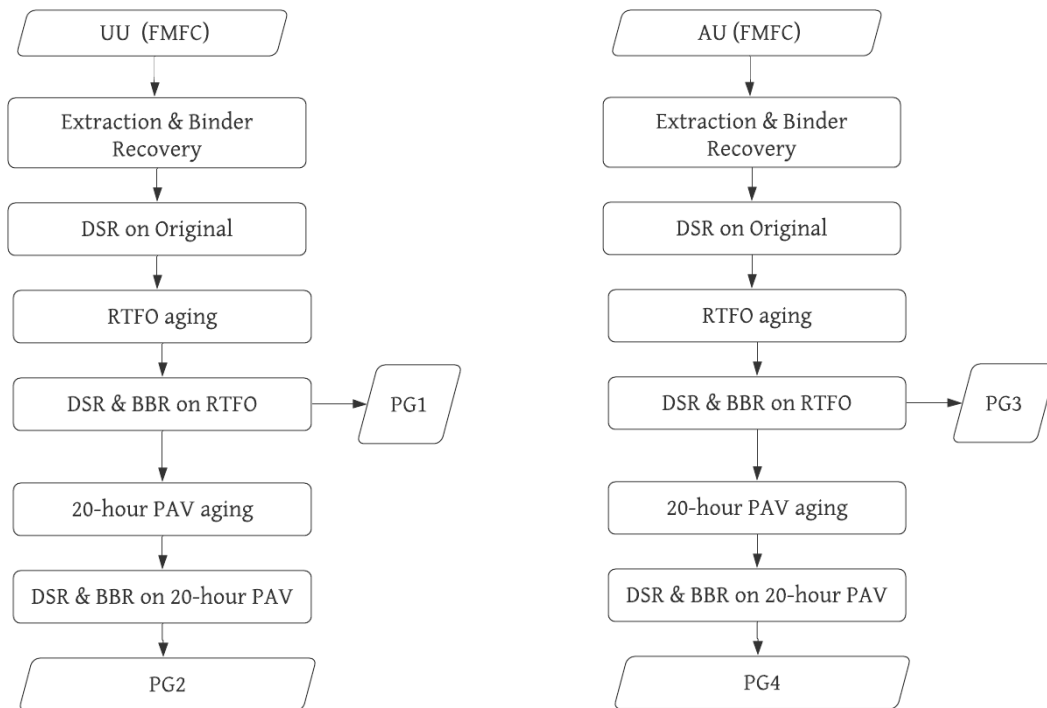 UU (FMFC)
Extraction & Binder
Recovery
DSR on Original
RTFO aging
DSR & BBR on RTFO
PG1
20-hour PAV aging
DSR & BBR on 20-hour PAV
PG2
AU (FMFC)
Extraction & Binder
Recovery
DSR on Original
RTFO aging
DSR & BBR on RTFO
PG3
20-hour PAV aging
DSR & BBR on 20-hour PAV
PG4